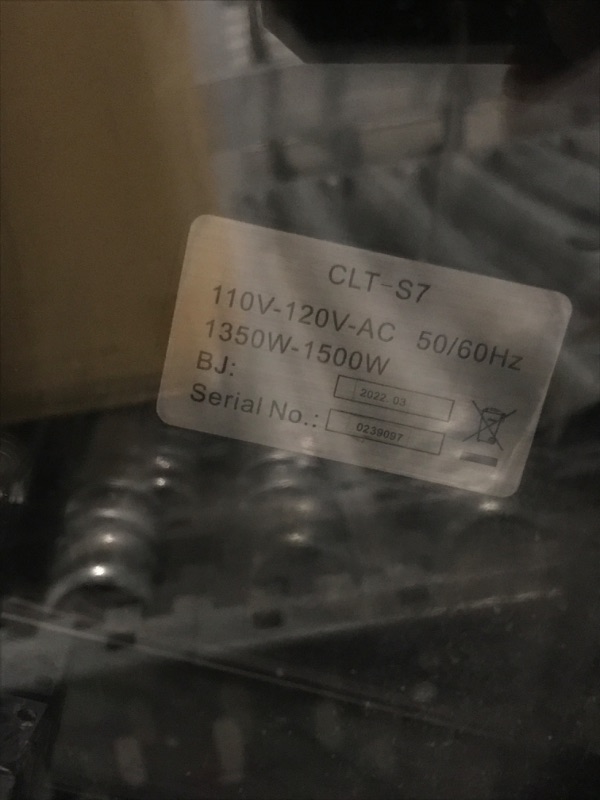 CLT-S7
110V-120V-AC 50/60Hz
1350W-1500W
BJ: 2022 03
Serial No.: 0239097